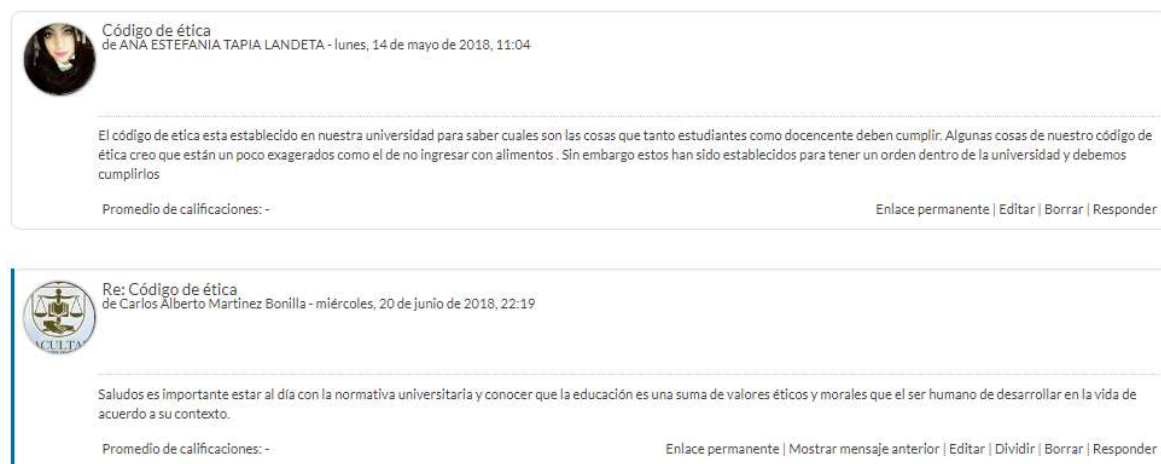 Código de ética
de ANA ESTEFANIA TAPIA LANDETA - lunes, 14 de mayo de 2018, 11:04
El código de etica esta establecido en nuestra universidad para saber cuales son las cosas que tanto estudiantes como docencente deben cumplir. Algunas cosas de nuestro código de
ética creo que están un poco exagerados como el de no ingresar con alimentos . Sin embargo estos han sido establecidos para tener un orden dentro de la universidad y debemos
cumplirlos
Promedio de calificaciones: - Enlace permanente | Editar | Borrar | Responder
Re: Código de ética
de Carlos Alberto Martinez Bonilla - miércoles, 20 de junio de 2018, 22:19
ACULTA
Saludos es importante estar al día con la normativa universitaria y conocer que la educación es una suma de valores éticos y morales que el ser humano de desarrollar en la vida de
acuerdo a su contexto.
Promedio de calificaciones: - Enlace permanente | Mostrar mensaje anterior | Editar | Dividir | Borrar | Responder